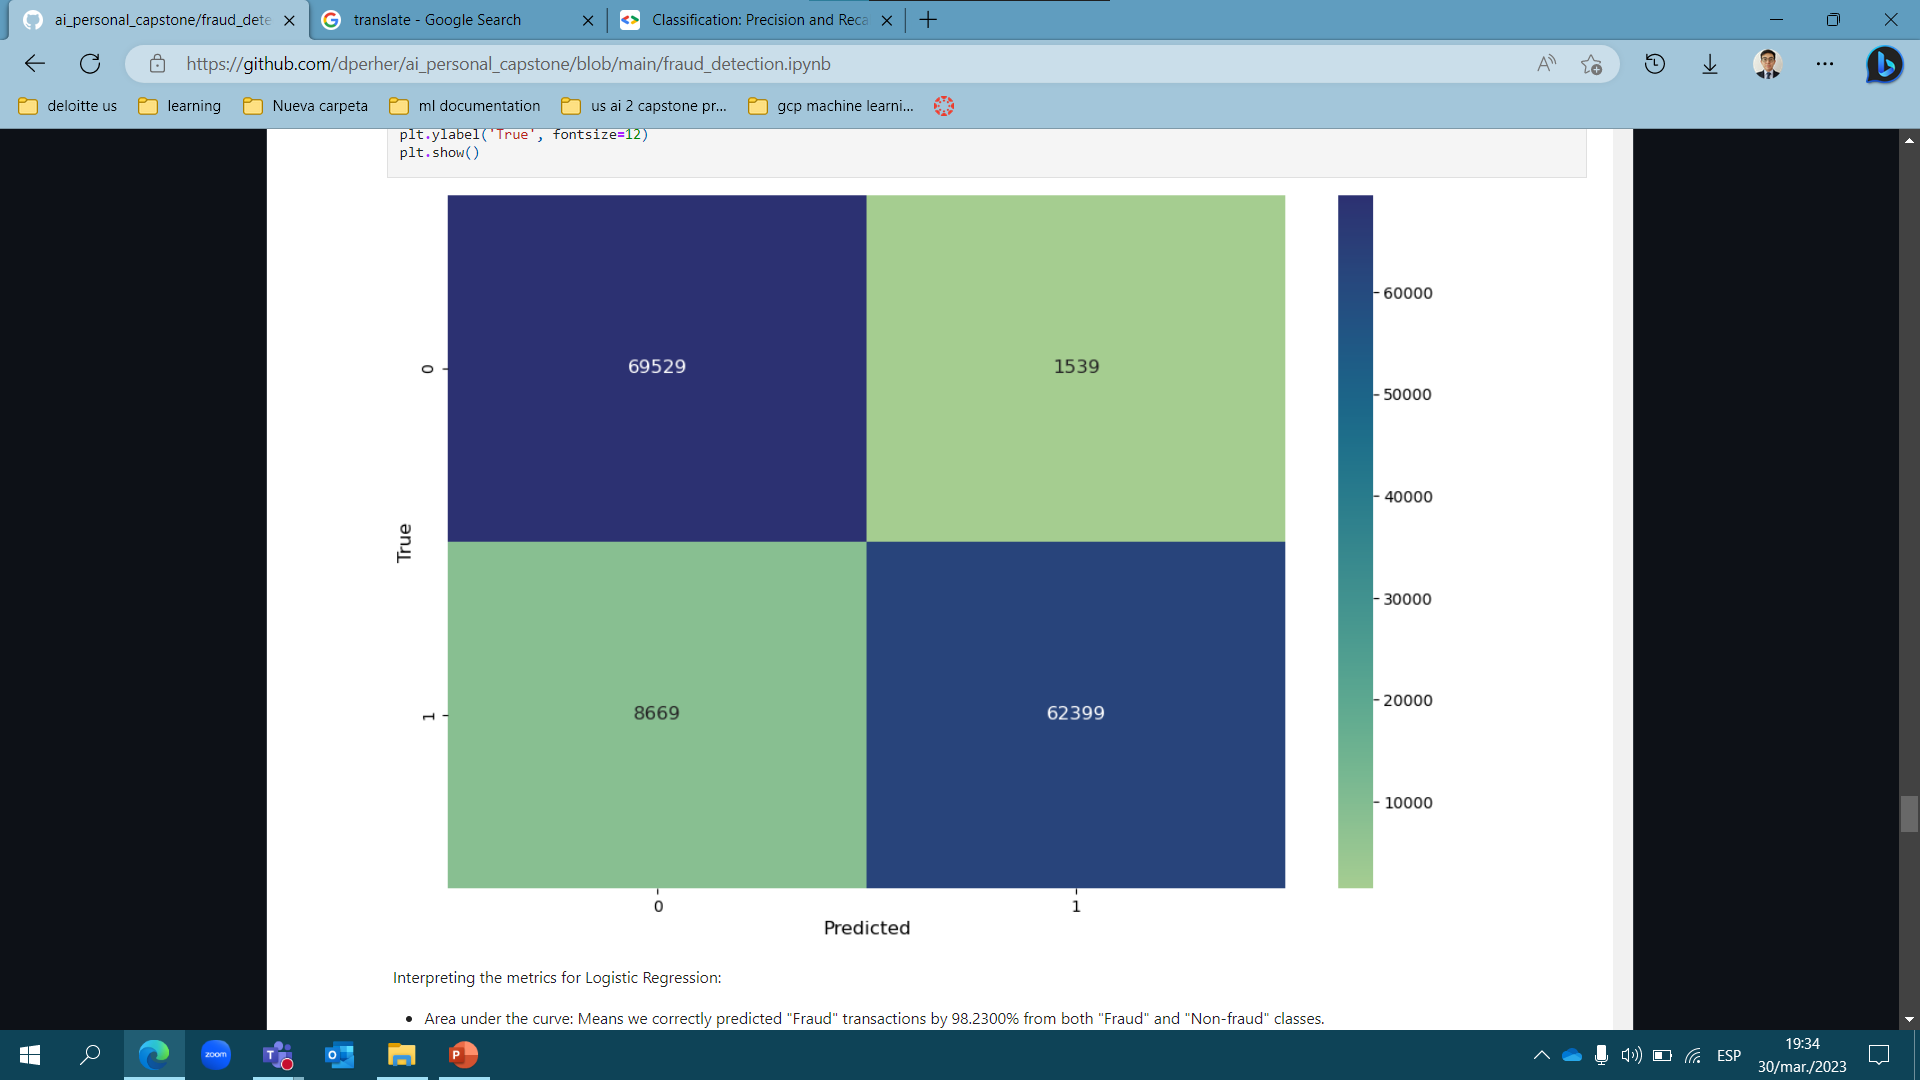 ai_personal_capstone/fraud_dete
translate - Google Search
Classification: Precision and Reca
https://github.com/dperher/ai_personal_capstone/blob/main/fraud_detection.ipynb
deloitte us
learning
Nueva carpeta
ml documentation
us ai 2 capstone pr...
gcp machine learni...
plt.ylabel('True', fontsize=12)
plt.show()
69529
1539
8669
62399
0
1
True
0
1
Predicted
60000
50000
40000
30000
20000
10000
Interpreting the metrics for Logistic Regression:
Area under the curve: Means we correctly predicted "Fraud" transactions by 98.2300% from both "Fraud" and "Non-fraud" classes.
zoom
ESP
19:34
30/mar./2023